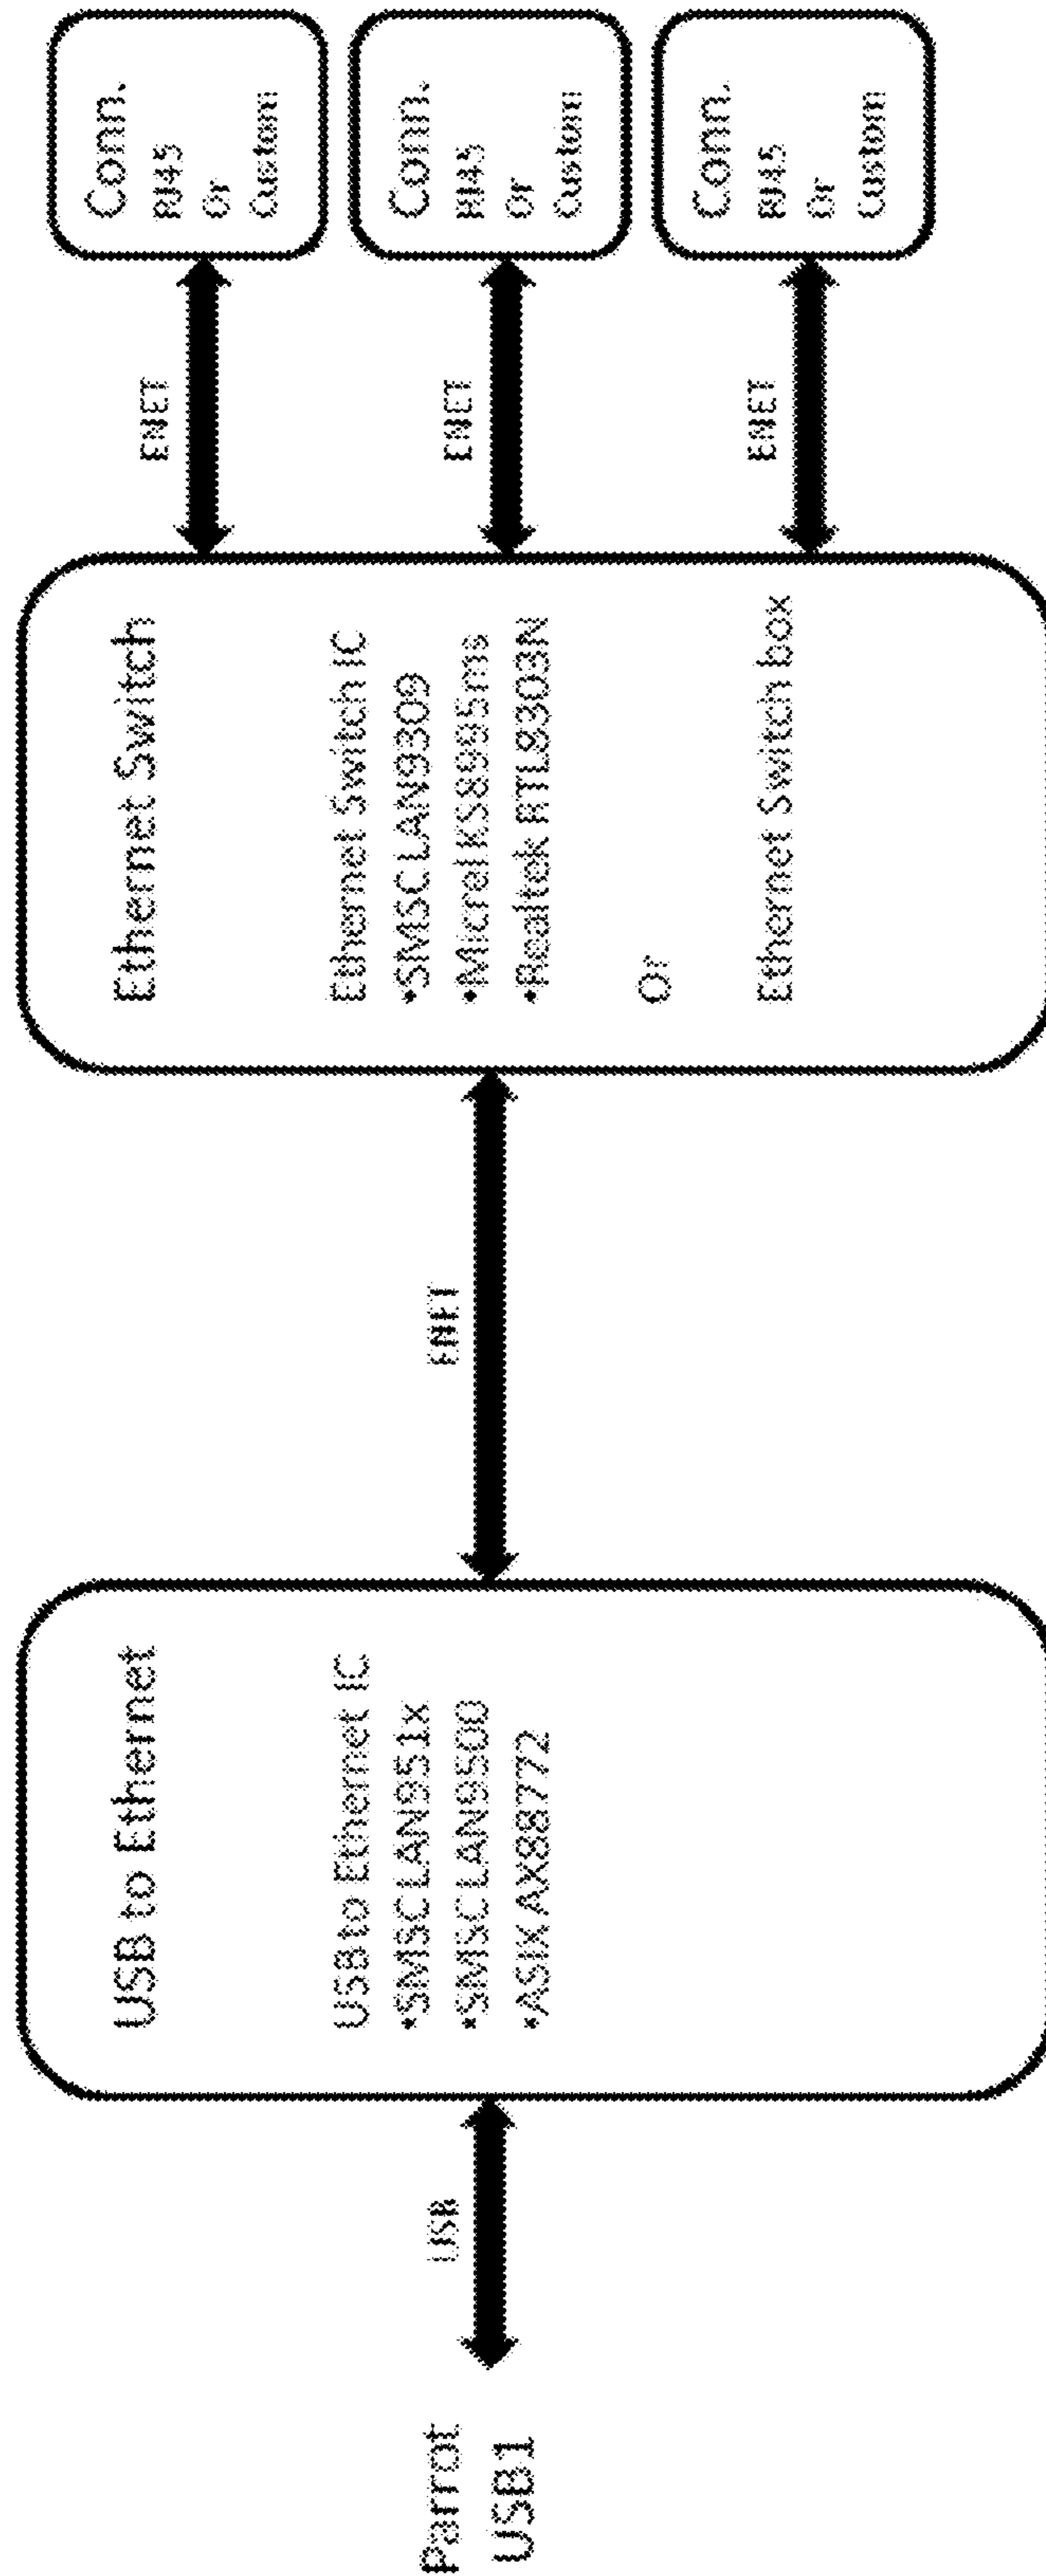 Parrot
USB1
USB
USB to Ethernet
USB to Ethernet IC
•SMSC LAN951x
•SMSC LAN9500
•ASIX AX88772
ENET
Ethernet Switch
Ethernet Switch IC
•SMSC LAN9309
•Micrel KS8995ms
•Realtek RTL8303N
Or
Ethernet Switch box
ENET
Conn.
RJ45
Or
Custom
ENET
Conn.
RJ45
Or
Custom
ENET
Conn.
RJ45
Or
Custom